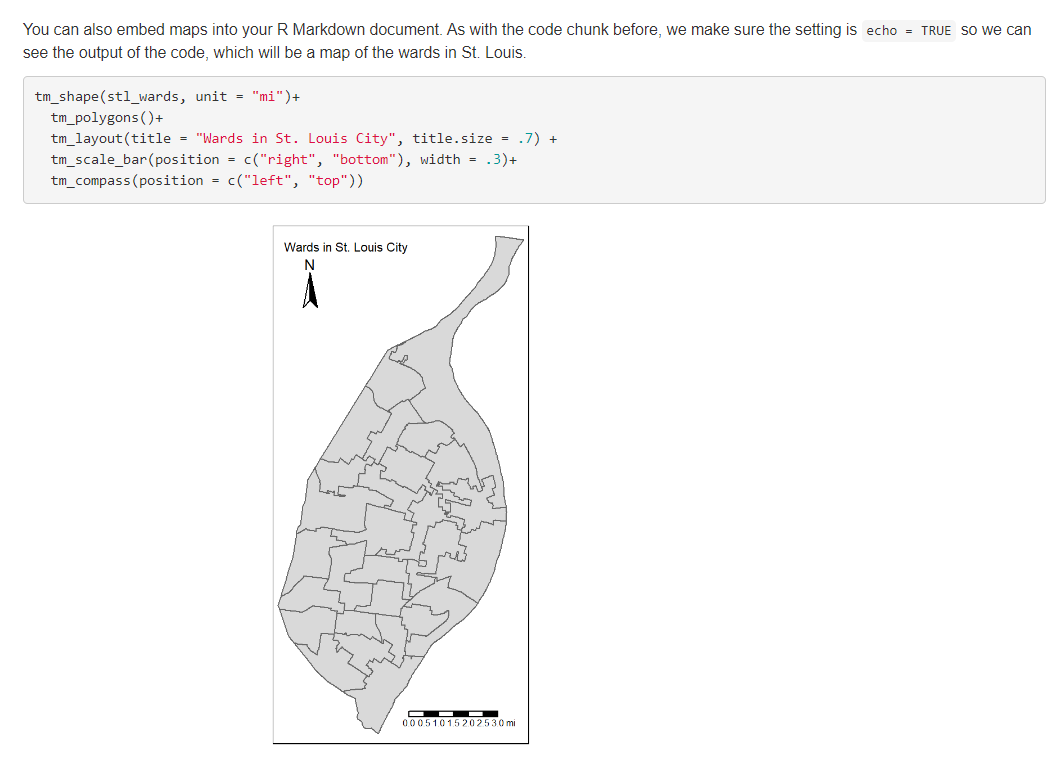 You can also embed maps into your R Markdown document. As with the code chunk before, we make sure the setting is echo = TRUE so we can
see the output of the code, which will be a map of the wards in St. Louis.
tm_shape(stl_wards, unit = "mi")+
  tm_polygons()+
  tm_layout(title = "Wards in St. Louis City", title.size = .7) +
  tm_scale_bar(position = c("right", "bottom"), width = .3)+
  tm_compass(position = c("left", "top"))
Wards in St. Louis City
N
0.0 0.5 1.0 1.5 2.0 2.5 3.0 mi